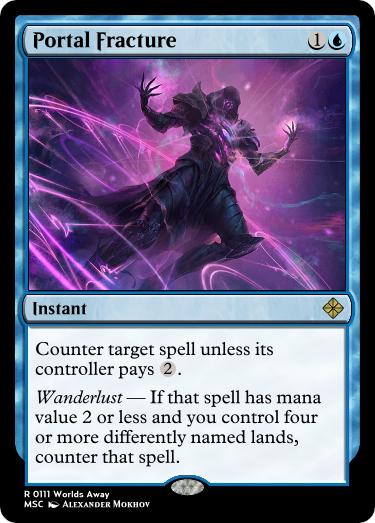 Portal Fracture 1
Instant
Counter target spell unless its
controller pays 2.
Wanderlust — If that spell has mana
value 2 or less and you control four
or more differently named lands,
counter that spell.
R 0111 Worlds Away
MSC Alexander Mokhov